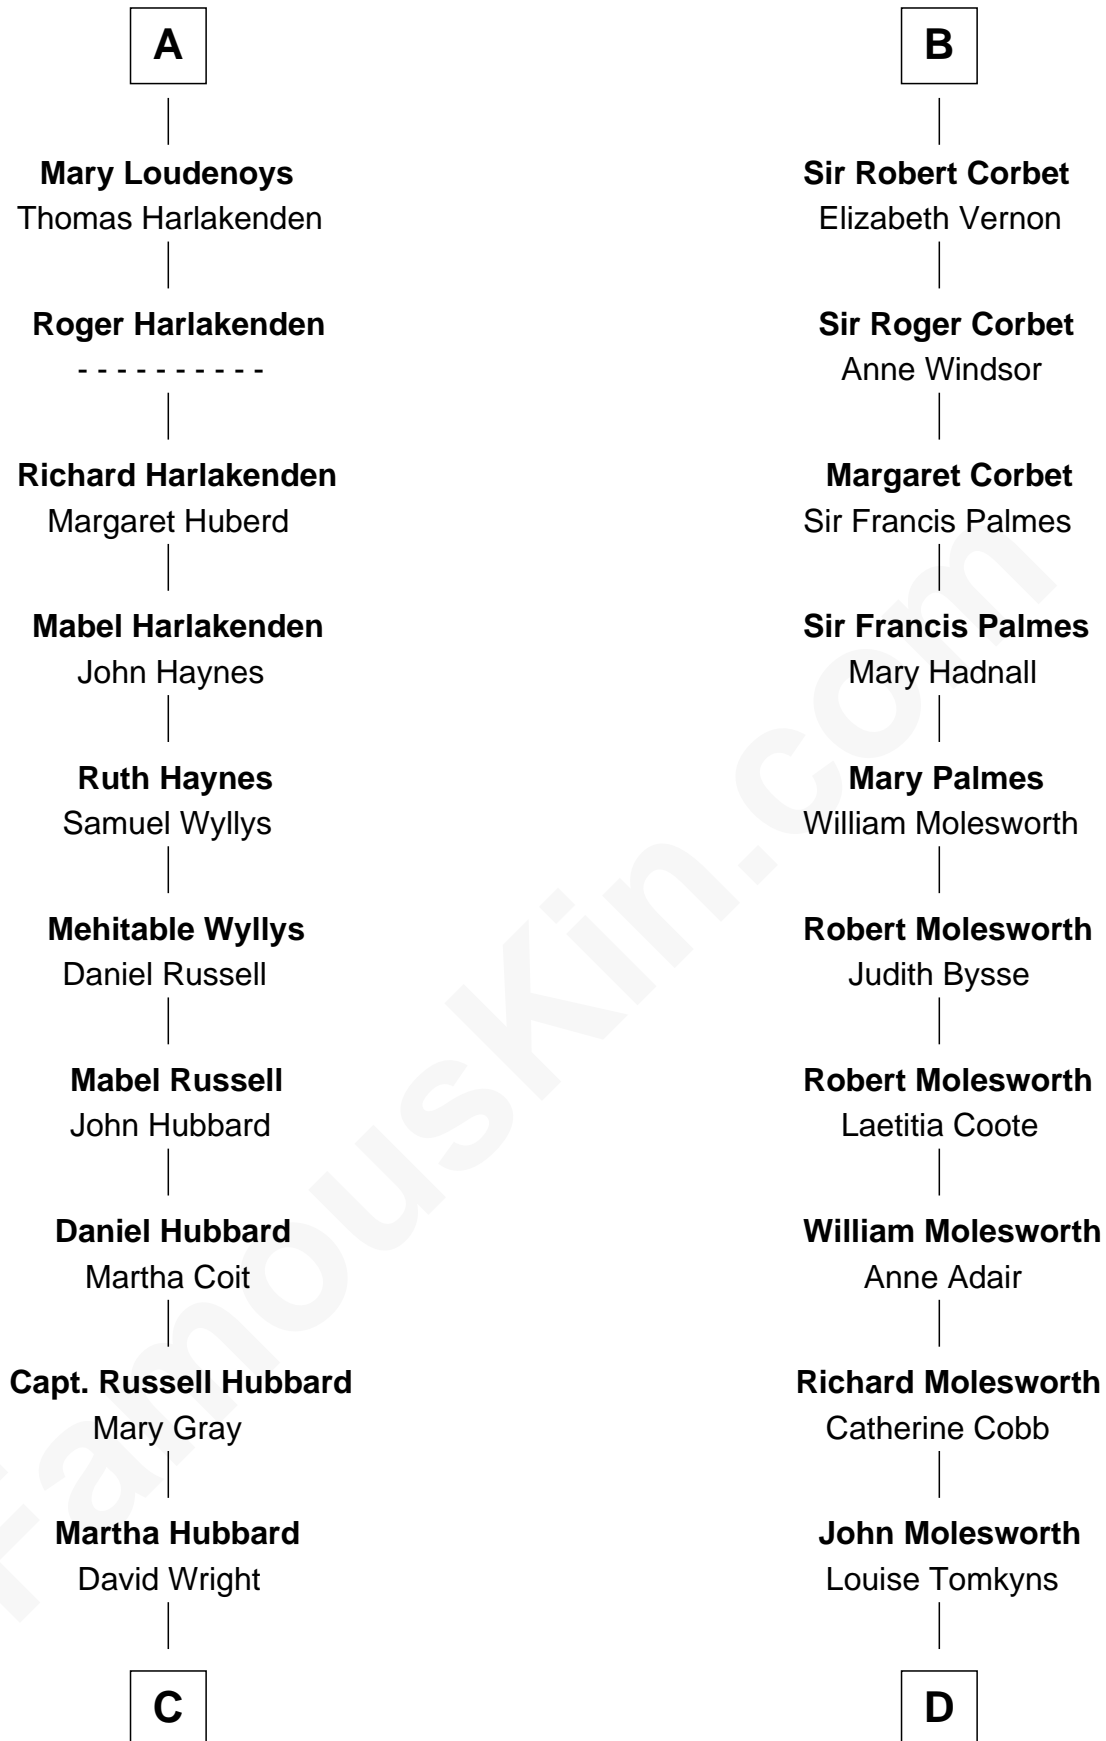 A
Mary Loudenoys
Thomas Harlakenden
Roger Harlakenden
- - - - - - - - - -
Richard Harlakenden
Margaret Huberd
Mabel Harlakenden
John Haynes
Ruth Haynes
Samuel Wyllys
Mehitable Wyllys
Daniel Russell
Mabel Russell
John Hubbard
Daniel Hubbard
Martha Coit
Capt. Russell Hubbard
Mary Gray
Martha Hubbard
David Wright
C
B
Sir Robert Corbet
Elizabeth Vernon
Sir Roger Corbet
Anne Windsor
Margaret Corbet
Sir Francis Palmes
Sir Francis Palmes
Mary Hadnall
Mary Palmes
William Molesworth
Robert Molesworth
Judith Bysse
Robert Molesworth
Laetitia Coote
William Molesworth
Anne Adair
Richard Molesworth
Catherine Cobb
John Molesworth
Louise Tomkyns
D
FamousKin.com